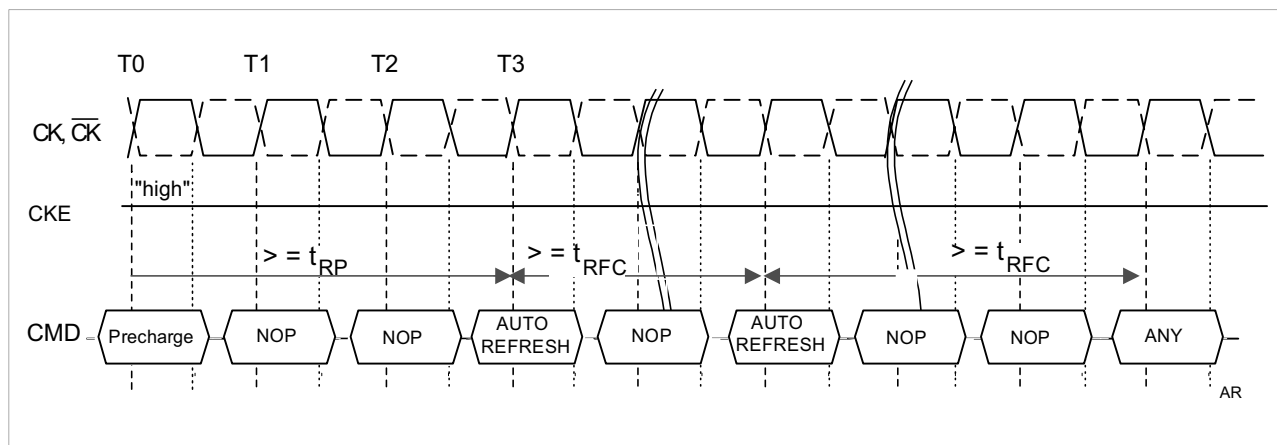 T0 T1 T2 T3
CK, C̅K̅
"high"
CKE
> = tRP > = tRFC > = tRFC
CMD Precharge NOP NOP AUTO REFRESH NOP AUTO REFRESH NOP NOP ANY
AR